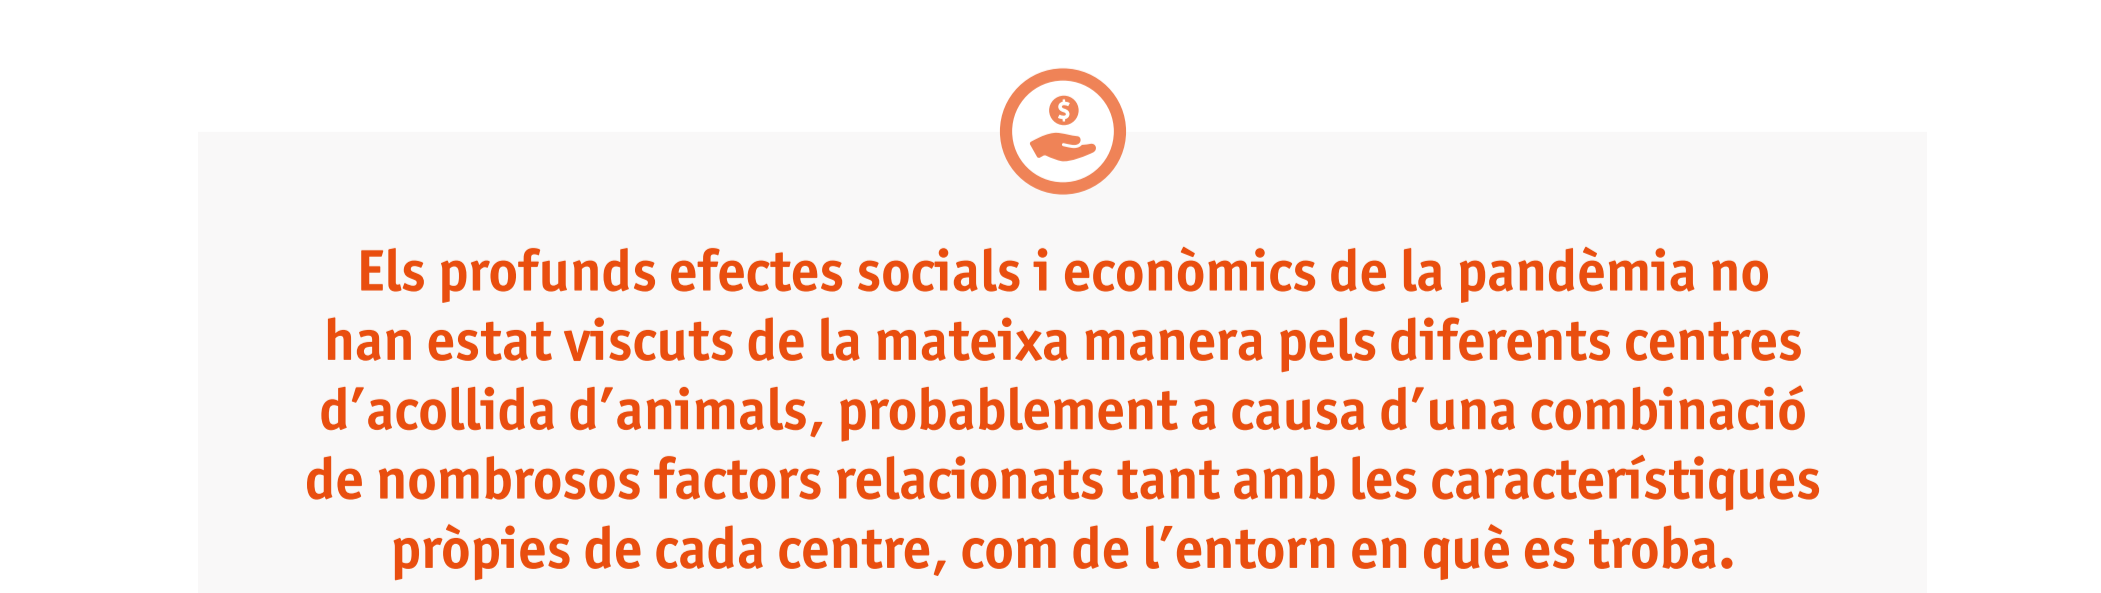 $
Els profunds efectes socials i econòmics de la pandèmia no
han estat viscuts de la mateixa manera pels diferents centres
d’acollida d’animals, probablement a causa d’una combinació
de nombrosos factors relacionats tant amb les característiques
pròpies de cada centre, com de l’entorn en què es troba.